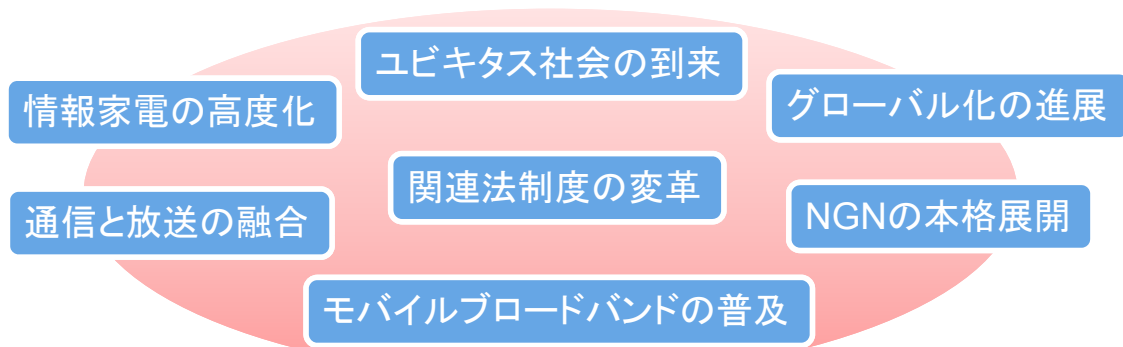 ユビキタス社会の到来
情報家電の高度化
グローバル化の進展
関連法制度の変革
通信と放送の融合
NGNの本格展開
モバイルブロードバンドの普及